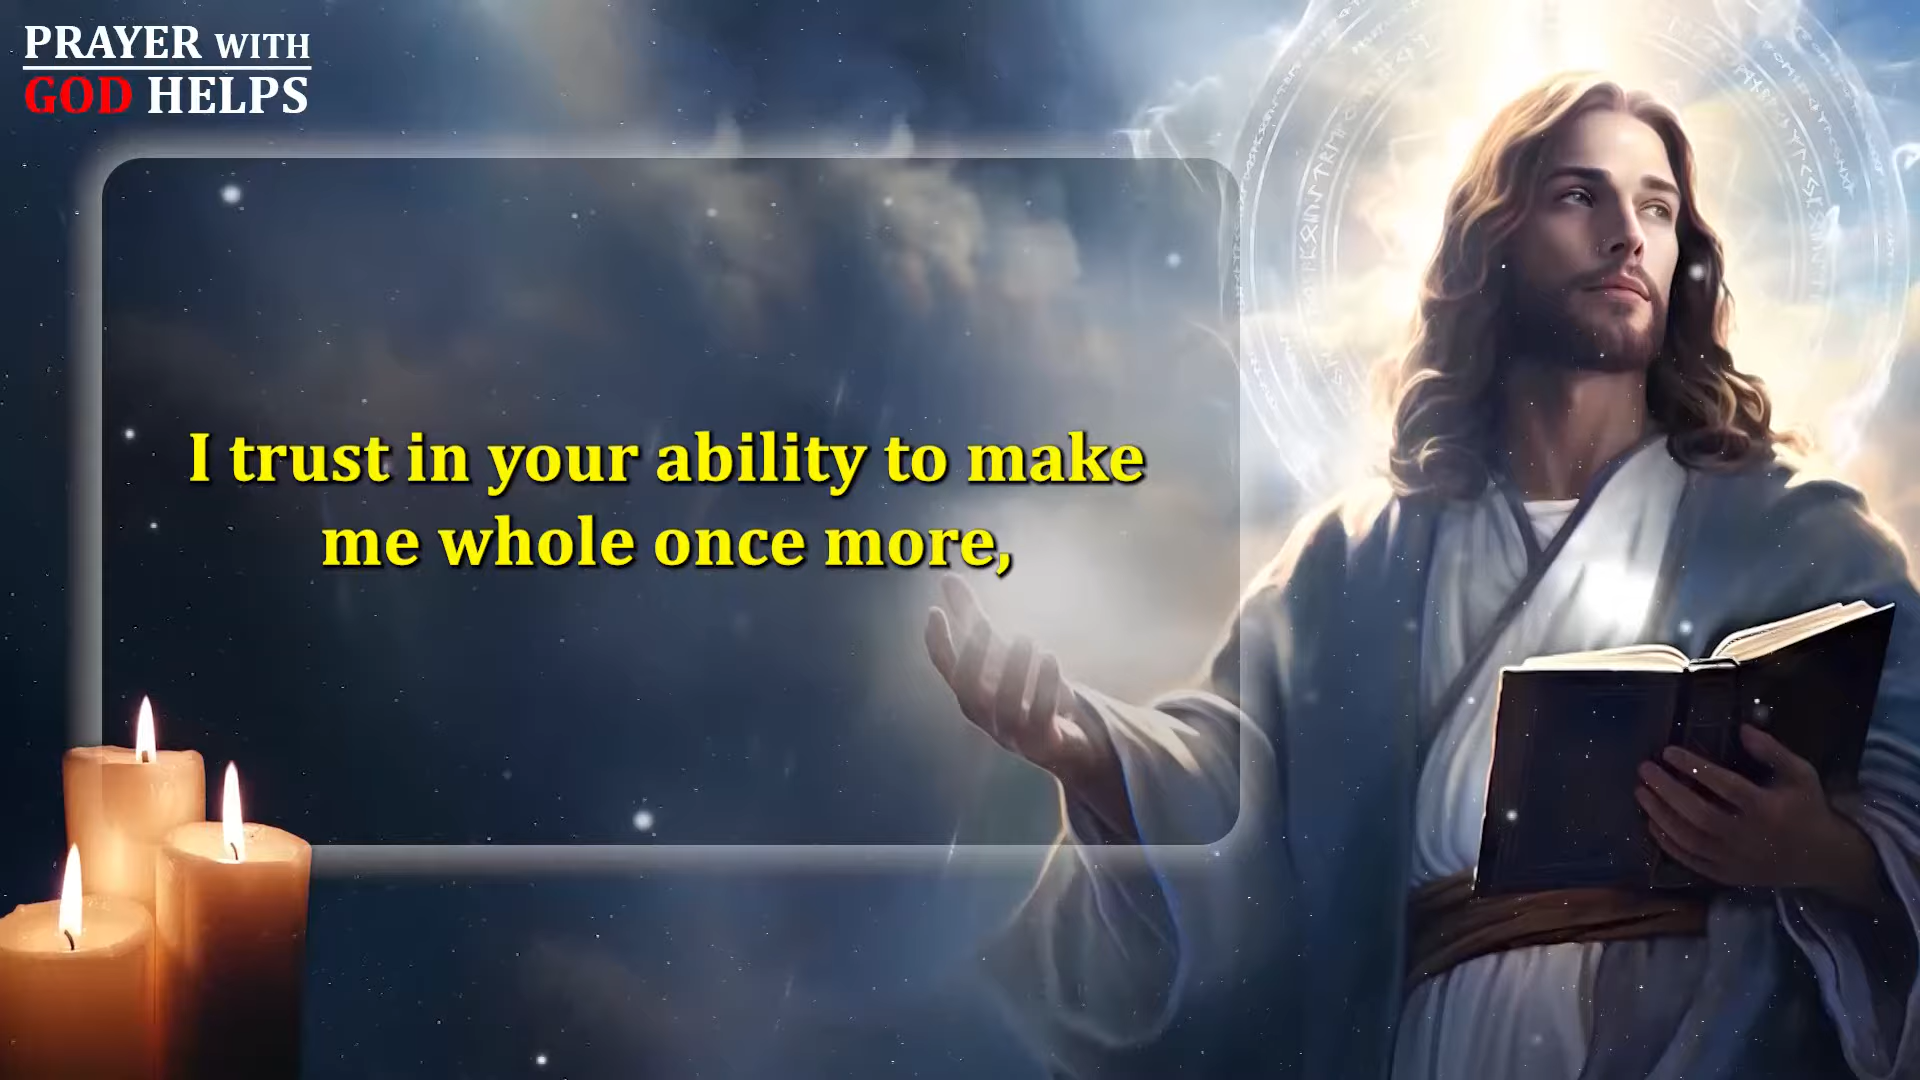 PRAYER WITH
GOD HELPS
I trust in your ability to make
me whole once more,